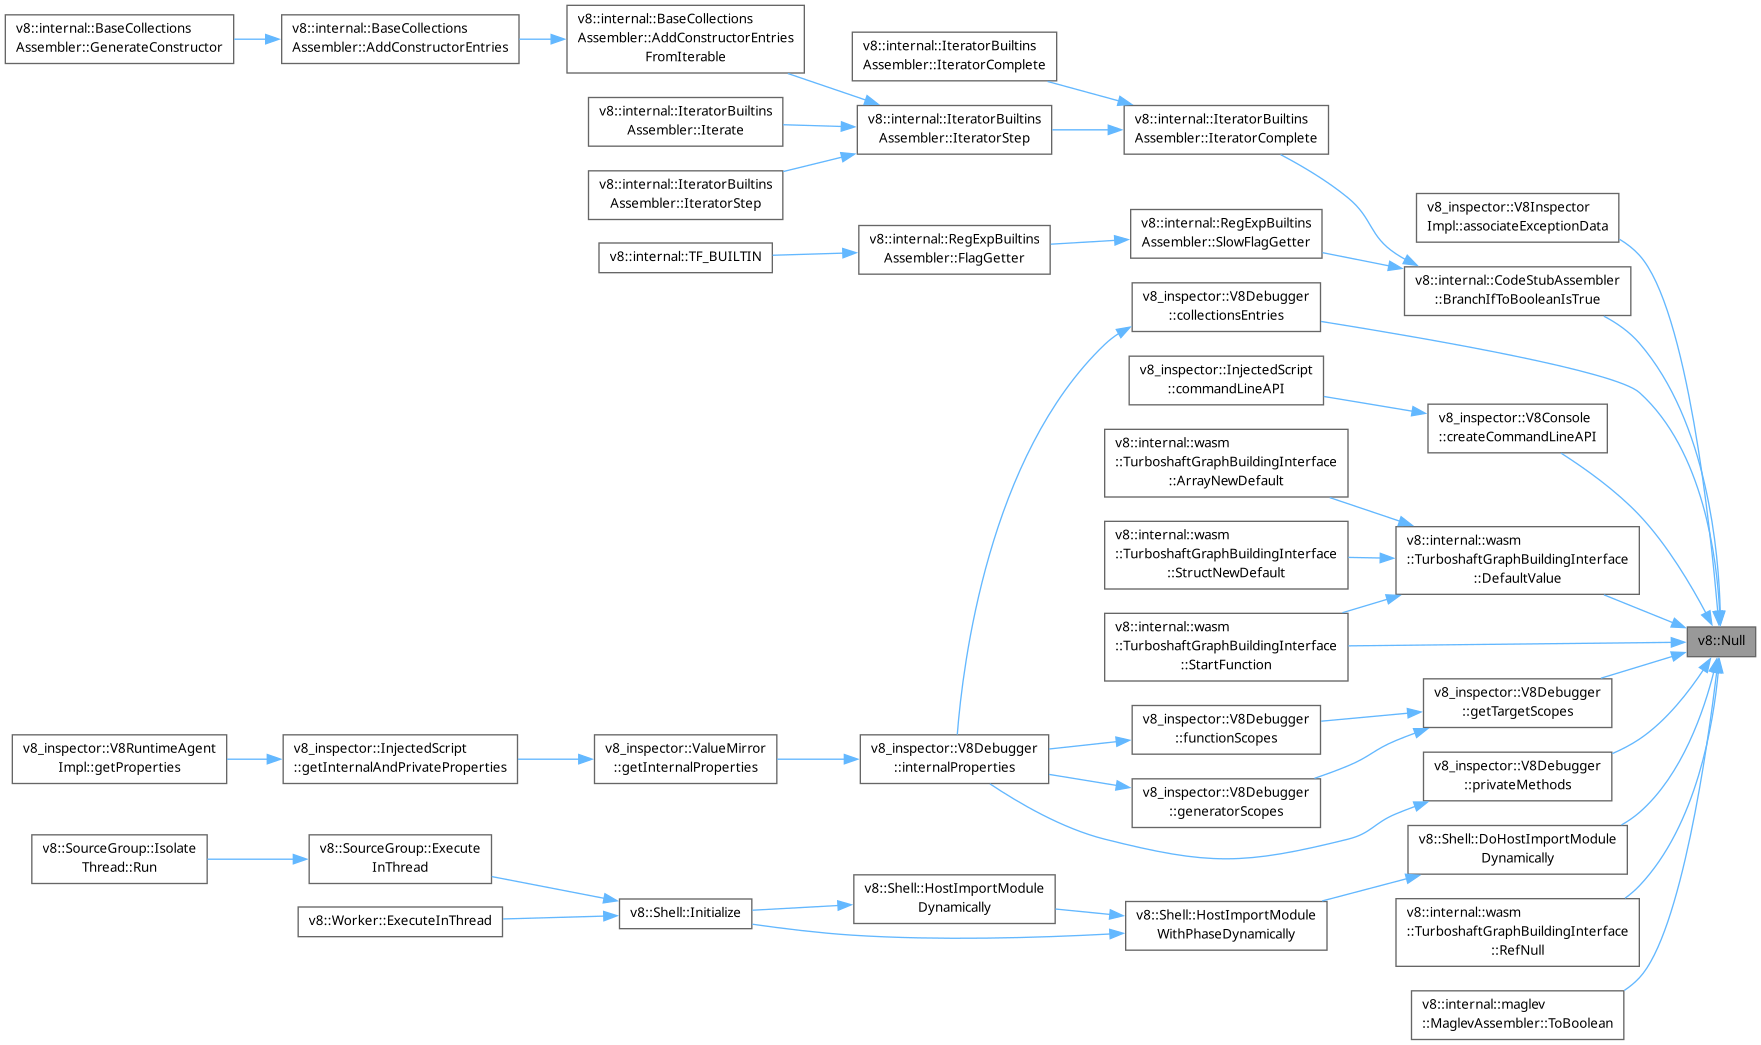 v8::internal::BaseCollections
Assembler::GenerateConstructor
v8::internal::BaseCollections
Assembler::AddConstructorEntries
v8::internal::BaseCollections
Assembler::AddConstructorEntries
FromIterable
v8::internal::IteratorBuiltins
Assembler::IteratorComplete
v8::internal::IteratorBuiltins
Assembler::Iterate
v8::internal::IteratorBuiltins
Assembler::IteratorStep
v8::internal::IteratorBuiltins
Assembler::IteratorComplete
v8::internal::IteratorBuiltins
Assembler::IteratorStep
v8_inspector::V8Inspector
Impl::associateExceptionData
v8::internal::TF_BUILTIN
v8::internal::RegExpBuiltins
Assembler::FlagGetter
v8::internal::RegExpBuiltins
Assembler::SlowFlagGetter
v8::internal::CodeStubAssembler
::BranchIfToBooleanIsTrue
v8_inspector::V8Debugger
::collectionsEntries
v8_inspector::InjectedScript
::commandLineAPI
v8_inspector::V8Console
::createCommandLineAPI
v8::internal::wasm
::TurboshaftGraphBuildingInterface
::ArrayNewDefault
v8::internal::wasm
::TurboshaftGraphBuildingInterface
::StructNewDefault
v8::internal::wasm
::TurboshaftGraphBuildingInterface
::DefaultValue
v8::internal::wasm
::TurboshaftGraphBuildingInterface
::StartFunction
v8::Null
v8_inspector::V8Debugger
::getTargetScopes
v8_inspector::V8RuntimeAgent
Impl::getProperties
v8_inspector::InjectedScript
::getInternalAndPrivateProperties
v8_inspector::ValueMirror
::getInternalProperties
v8_inspector::V8Debugger
::internalProperties
v8_inspector::V8Debugger
::functionScopes
v8_inspector::V8Debugger
::generatorScopes
v8_inspector::V8Debugger
::privateMethods
v8::SourceGroup::Isolate
Thread::Run
v8::SourceGroup::Execute
InThread
v8::Worker::ExecuteInThread
v8::Shell::Initialize
v8::Shell::HostImportModule
Dynamically
v8::Shell::HostImportModule
WithPhaseDynamically
v8::Shell::DoHostImportModule
Dynamically
v8::internal::wasm
::TurboshaftGraphBuildingInterface
::RefNull
v8::internal::maglev
::MaglevAssembler::ToBoolean